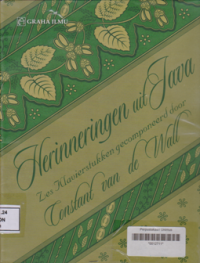 GRAHA ILMU
Herinneringen uit Java
Zes Klavierstukken gecomponeerd door
Constant van de Wall